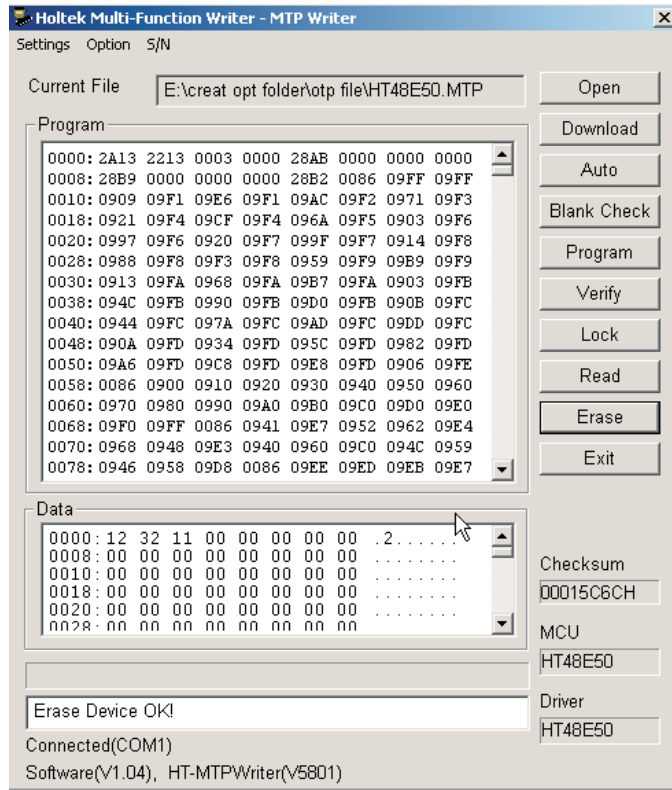 Holtek Multi-Function Writer - MTP Writer
Settings Option S/N
Current File E:\creat opt folder\otp file\HT48E50.MTP
Open
Download
Auto
Blank Check
Program
Verify
Lock
Read
Erase
Exit
Program
0000: 2A13 2213 0003 0000 28AB 0000 0000 0000
0008: 28B9 0000 0000 0000 28B2 0086 09FF 09FF
0010: 0909 09F1 09E6 09F1 09AC 09F2 0971 09F3
0018: 0921 09F4 09CF 09F4 096A 09F5 0903 09F6
0020: 0997 09F6 0920 09F7 099F 09F7 0914 09F8
0028: 0988 09F8 09F3 09F8 0959 09F9 09B9 09F9
0030: 0913 09FA 0968 09FA 09B7 09FA 0903 09FB
0038: 094C 09FB 0990 09FB 09D0 09FB 090B 09FC
0040: 0944 09FC 097A 09FC 09AD 09FC 09DD 09FC
0048: 090A 09FD 0934 09FD 095C 09FD 0982 09FD
0050: 09A6 09FD 09C8 09FD 09E8 09FD 0906 09FE
0058: 0086 0900 0910 0920 0930 0940 0950 0960
0060: 0970 0980 0990 09A0 09B0 09C0 09D0 09E0
0068: 09F0 09FF 0086 0941 09E7 0952 0962 09E4
0070: 0968 0948 09E3 0940 0960 09C0 094C 0959
0078: 0946 0958 09D8 0086 09EE 09ED 09EB 09E7
Data
0000: 12 32 11 00 00 00 00 00 .2......
0008: 00 00 00 00 00 00 00 00 ........
0010: 00 00 00 00 00 00 00 00 ........
0018: 00 00 00 00 00 00 00 00 ........
0020: 00 00 00 00 00 00 00 00 ........
0028: 00 00 00 00 00 00 00 00
Checksum
00015C6CH
MCU
HT48E50
Driver
HT48E50
Erase Device OK!
Connected(COM1)
Software(V1.04), HT-MTPWriter(V5801)